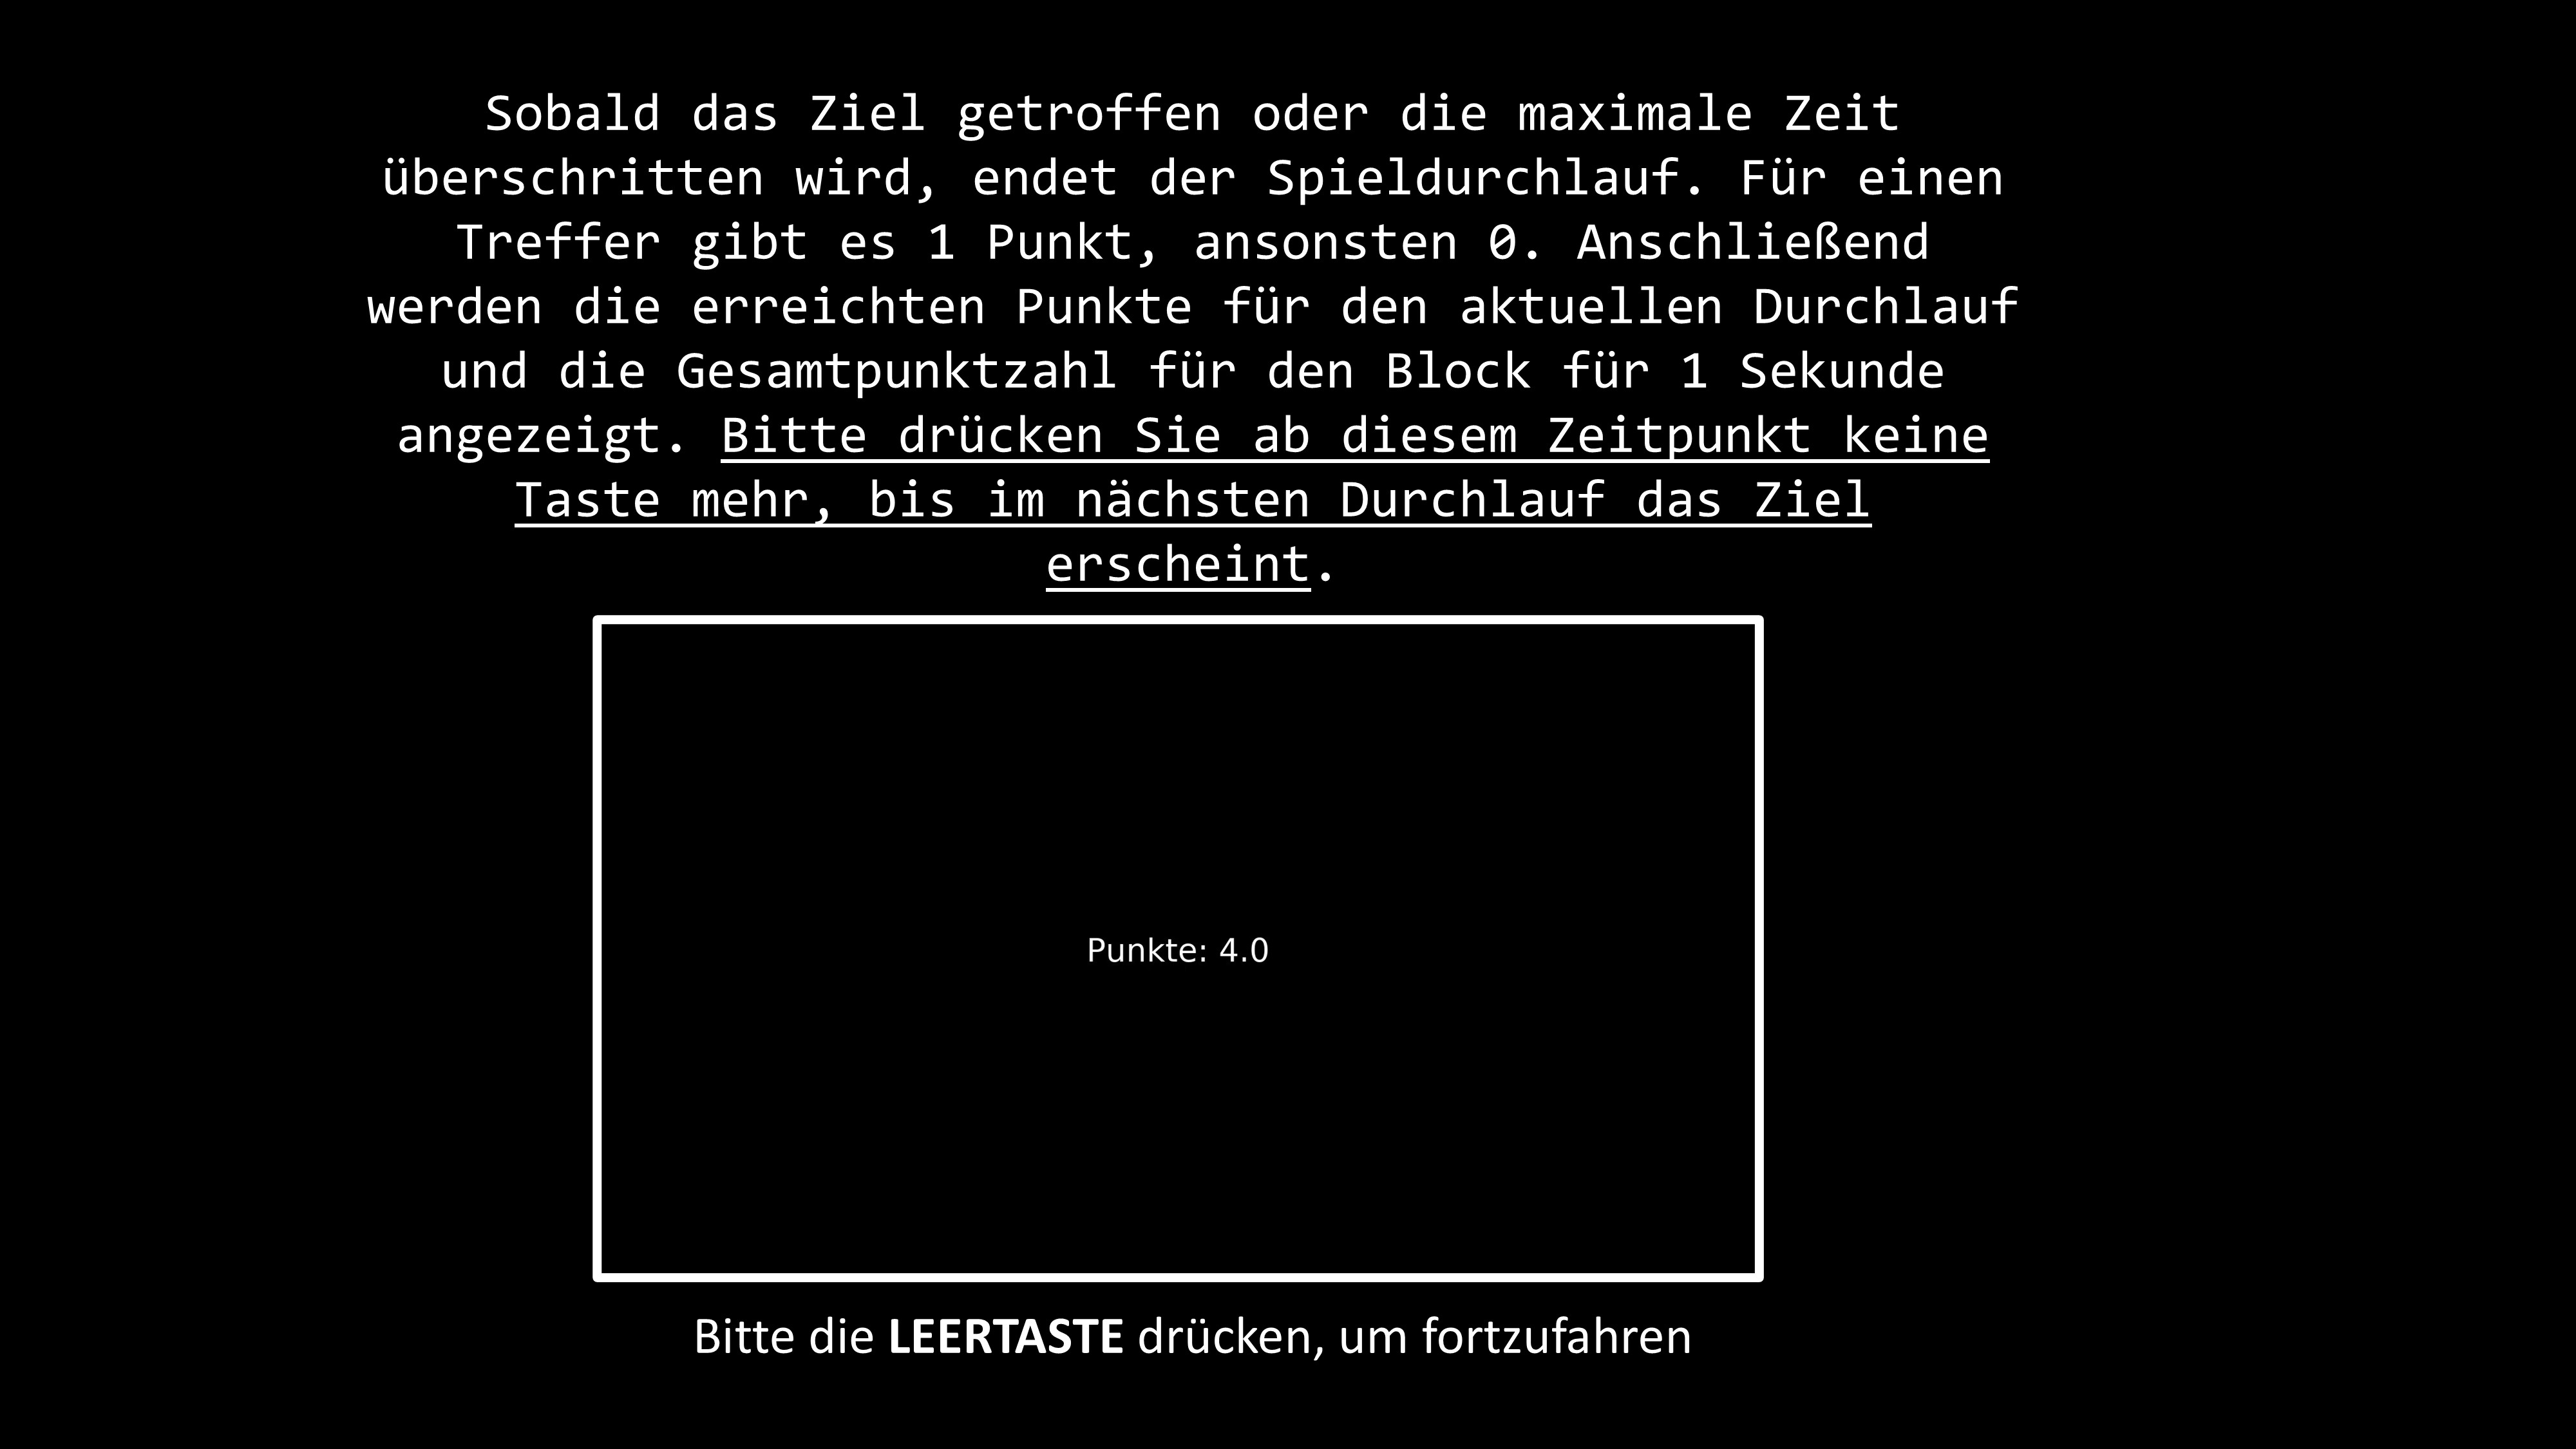 Sobald das Ziel getroffen oder die maximale Zeit
überschritten wird, endet der Spieldurchlauf. Für einen
Treffer gibt es 1 Punkt, ansonsten 0. Anschließend
werden die erreichten Punkte für den aktuellen Durchlauf
und die Gesamtpunktzahl für den Block für 1 Sekunde
angezeigt. Bitte drücken Sie ab diesem Zeitpunkt keine
Taste mehr, bis im nächsten Durchlauf das Ziel
erscheint.
Punkte: 4.0
Bitte die LEERTASTE drücken, um fortzufahren